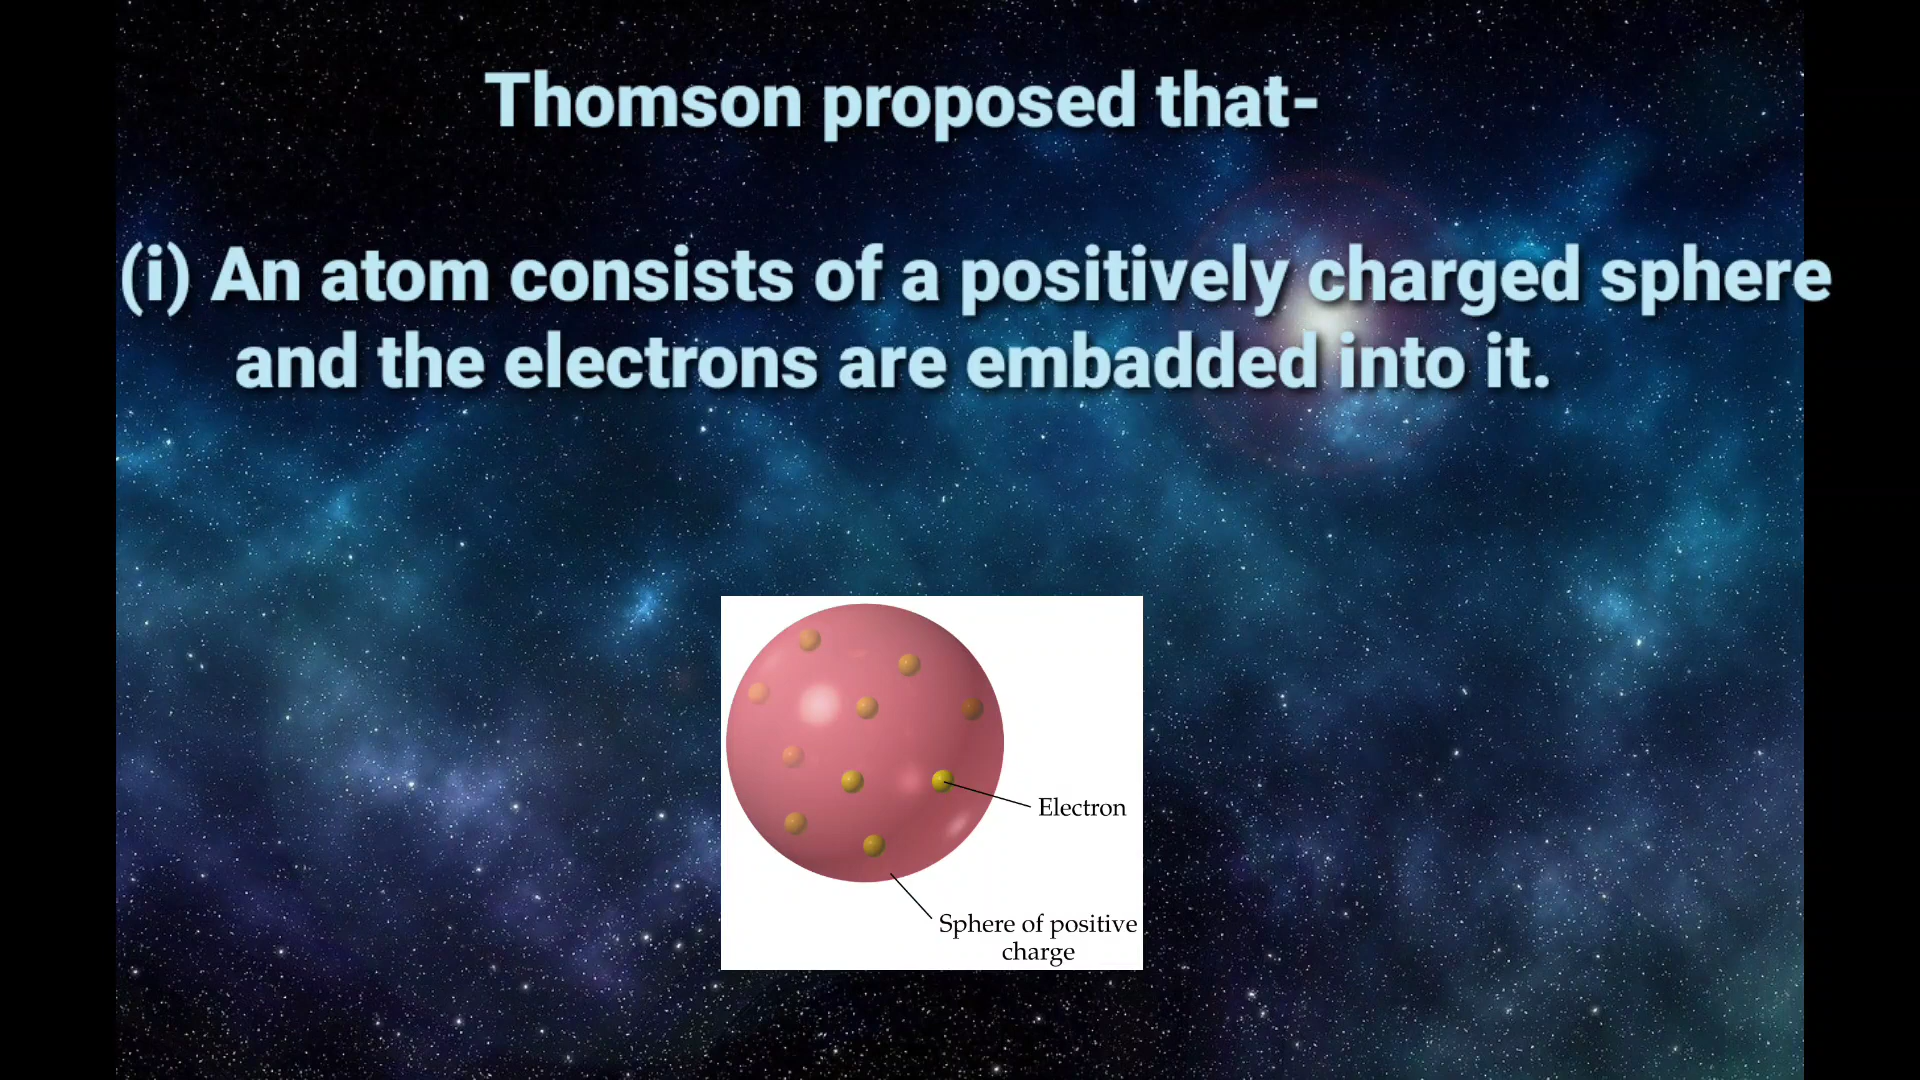 Thomson proposed that-
(i) An atom consists of a positively charged sphere
and the electrons are embadded into it.
Electron
Sphere of positive
charge